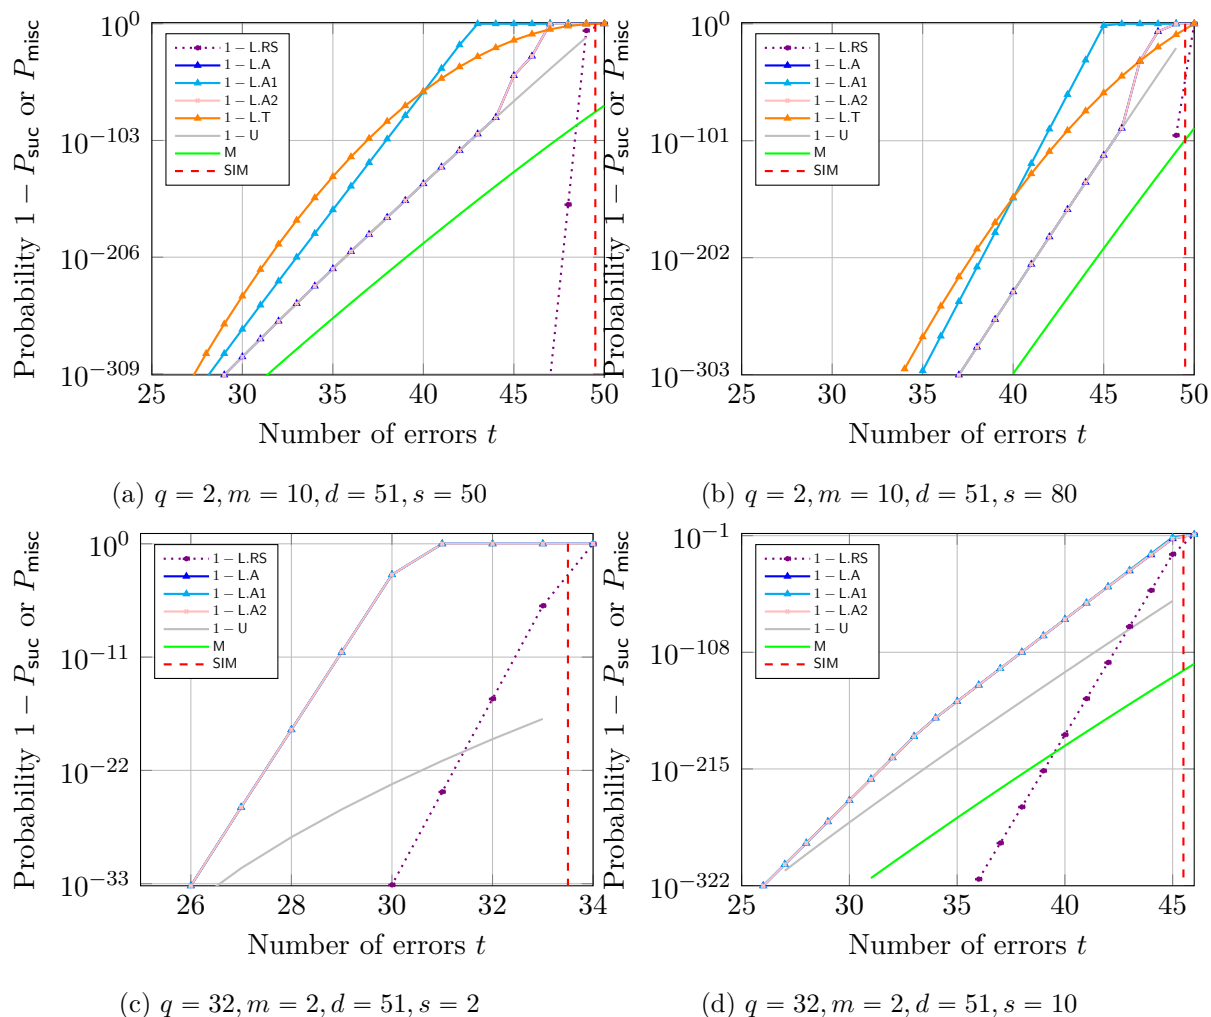 Probability 1 − P_suc or P_misc
10^0
10^−103
10^−206
10^−309
1 − L.RS
1 − L.A
1 − L.A1
1 − L.A2
1 − L.T
1 − U
M
SIM
25 30 35 40 45 50
Number of errors t
(a) q = 2, m = 10, d = 51, s = 50
Probability 1 − P_suc or P_misc
10^0
10^−101
10^−202
10^−303
1 − L.RS
1 − L.A
1 − L.A1
1 − L.A2
1 − L.T
1 − U
M
SIM
25 30 35 40 45 50
Number of errors t
(b) q = 2, m = 10, d = 51, s = 80
Probability 1 − P_suc or P_misc
10^0
10^−11
10^−22
10^−33
1 − L.RS
1 − L.A
1 − L.A1
1 − L.A2
1 − U
M
SIM
26 28 30 32 34
Number of errors t
(c) q = 32, m = 2, d = 51, s = 2
Probability 1 − P_suc or P_misc
10^−1
10^−108
10^−215
10^−322
1 − L.RS
1 − L.A
1 − L.A1
1 − L.A2
1 − U
M
SIM
25 30 35 40 45
Number of errors t
(d) q = 32, m = 2, d = 51, s = 10